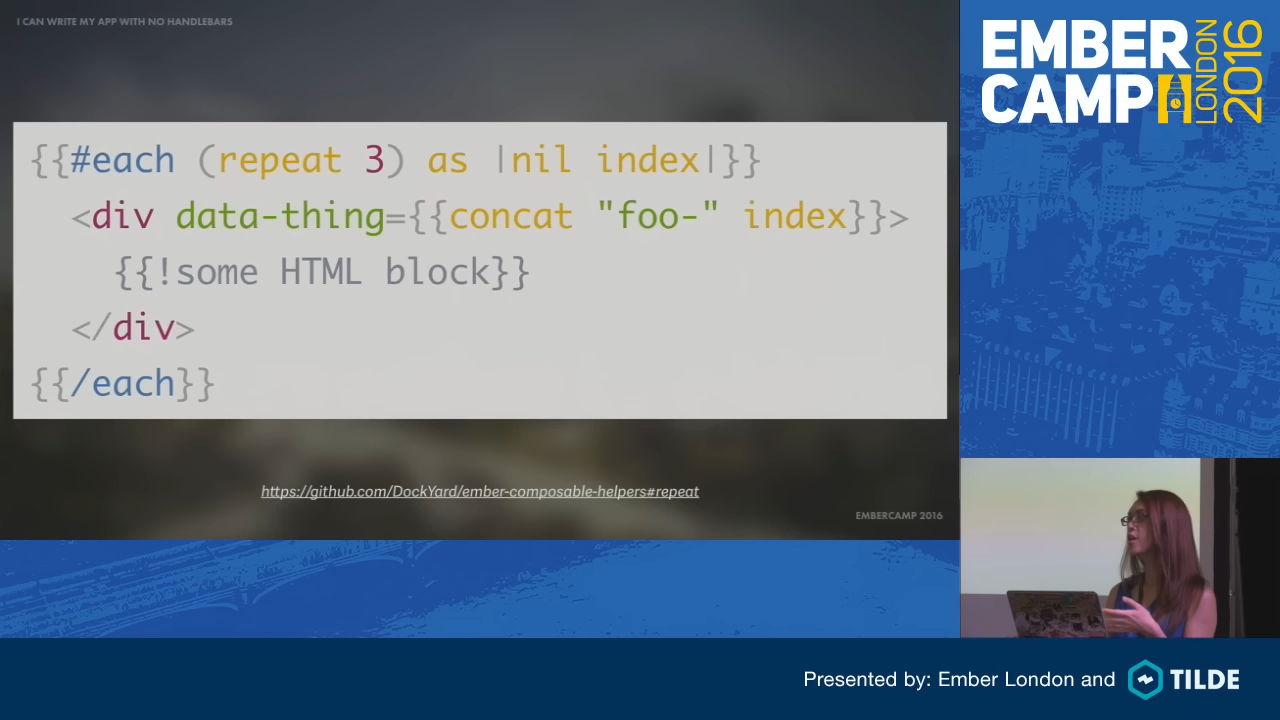 I CAN WRITE MY APP WITH NO HANDLEBARS
{{#each (repeat 3) as |nil index|}}
<div data-thing={{concat "foo-" index}}>
{{!some HTML block}}
</div>
{{/each}}
https://github.com/DockYard/ember-composable-helpers#repeat
EMBERCAMP 2016
EMBER
CAMP
LONDON
2016
Presented by: Ember London and
TILDE